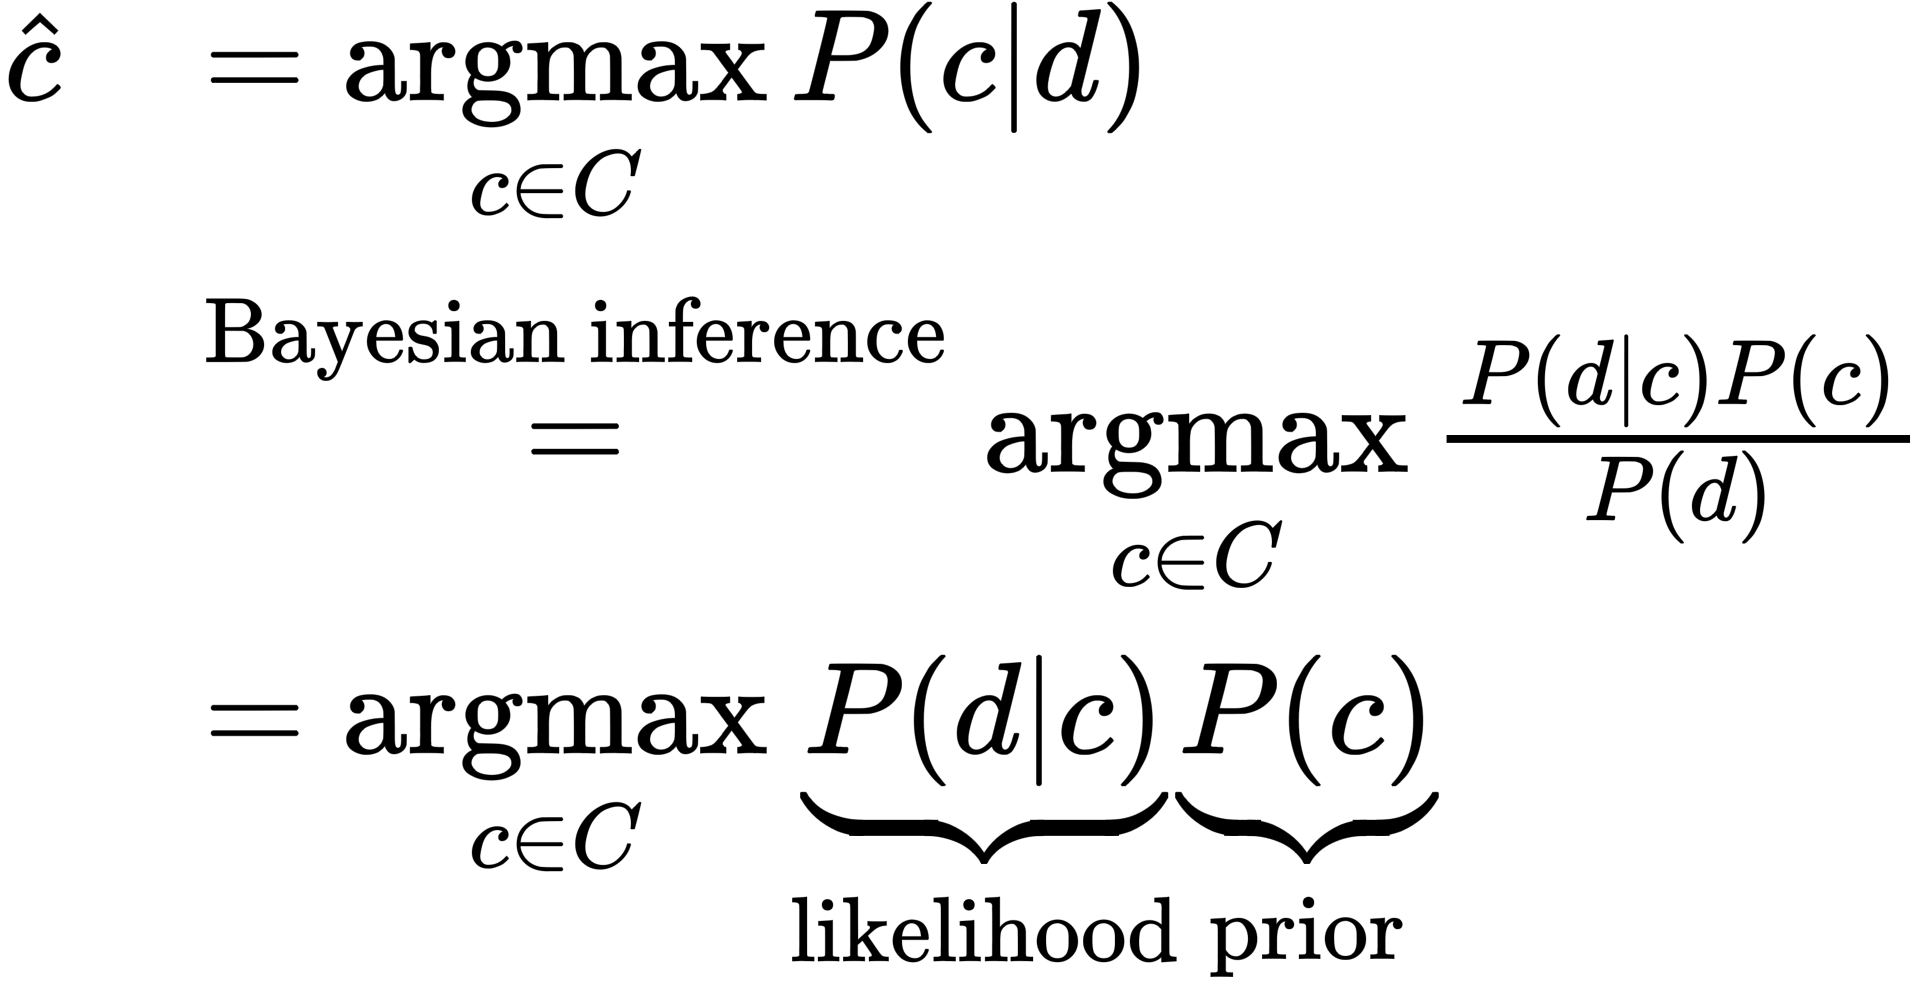 ĉ = argmax P(c|d)
c∈C
Bayesian inference
= argmax P(d|c)P(c) / P(d)
c∈C
= argmax P(d|c) P(c)
c∈C
likelihood prior